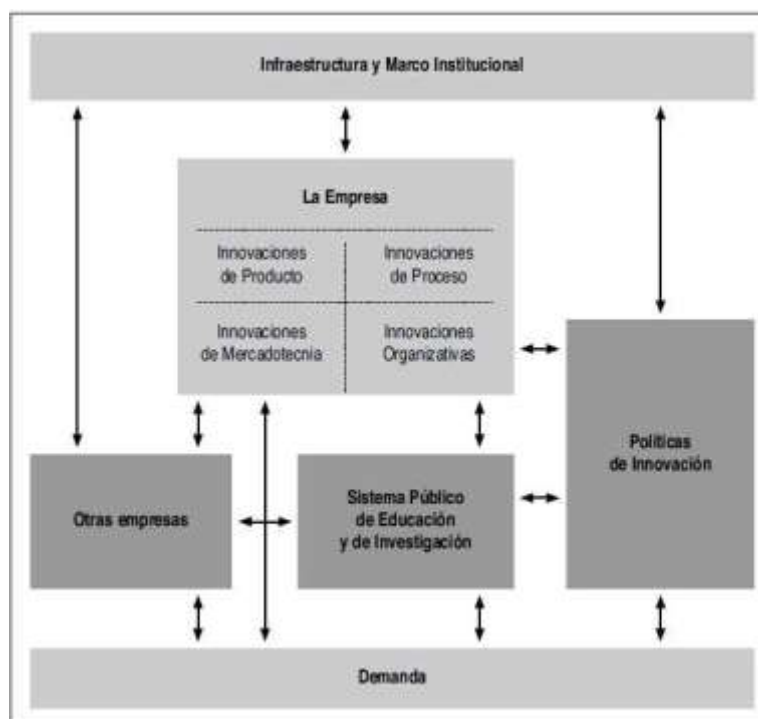 Infraestructura y Marco Institucional
La Empresa
Innovaciones
de Producto
Innovaciones
de Proceso
Innovaciones
de Mercadotecnia
Innovaciones
Organizativas
Políticas
de Innovación
Otras empresas
Sistema Público
de Educación
y de Investigación
Demanda